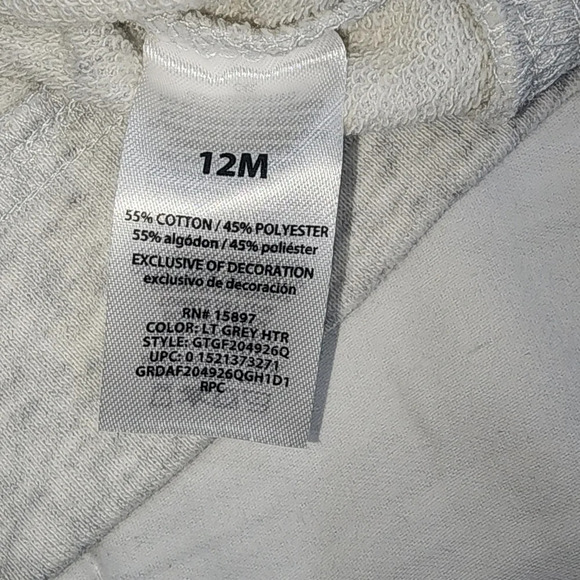 12M
55% COTTON / 45% POLYESTER
55% algódon / 45% poliéster
EXCLUSIVE OF DECORATION
exclusivo de decoración
RN# 15897
COLOR: LT GREY HTR
STYLE: GTGF204926Q
UPC: 0 1521373271
GRDAF204926QGH1D1
RPC